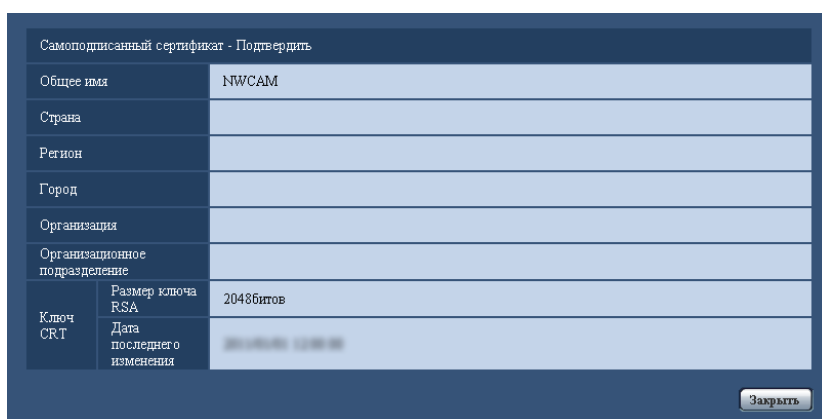 Самоподписанный сертификат - Подтвердить
Общее имя
NWCAM
Страна
Регион
Город
Организация
Организационное
подразделение
Ключ
CRT
Размер ключа
RSA
2048битов
Дата
последнего
изменения
Закрыть